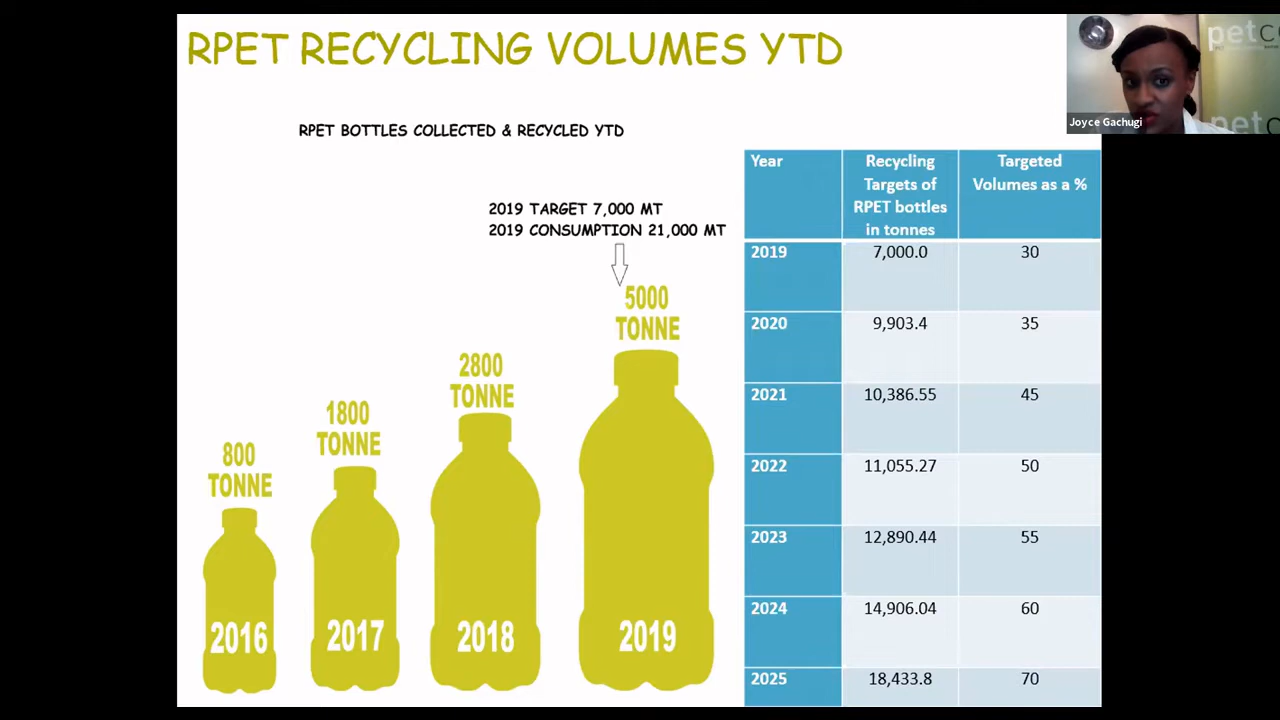 RPET RECYCLING VOLUMES YTD
petc
Joyce Gachugi
petc
RPET BOTTLES COLLECTED & RECYCLED YTD
2019 TARGET 7,000 MT
2019 CONSUMPTION 21,000 MT
800
TONNE
2016
1800
TONNE
2017
2800
TONNE
2018
5000
TONNE
2019
Year
Recycling
Targets of
RPET bottles
in tonnes
Targeted
Volumes as a %
2019 7,000.0 30
2020 9,903.4 35
2021 10,386.55 45
2022 11,055.27 50
2023 12,890.44 55
2024 14,906.04 60
2025 18,433.8 70